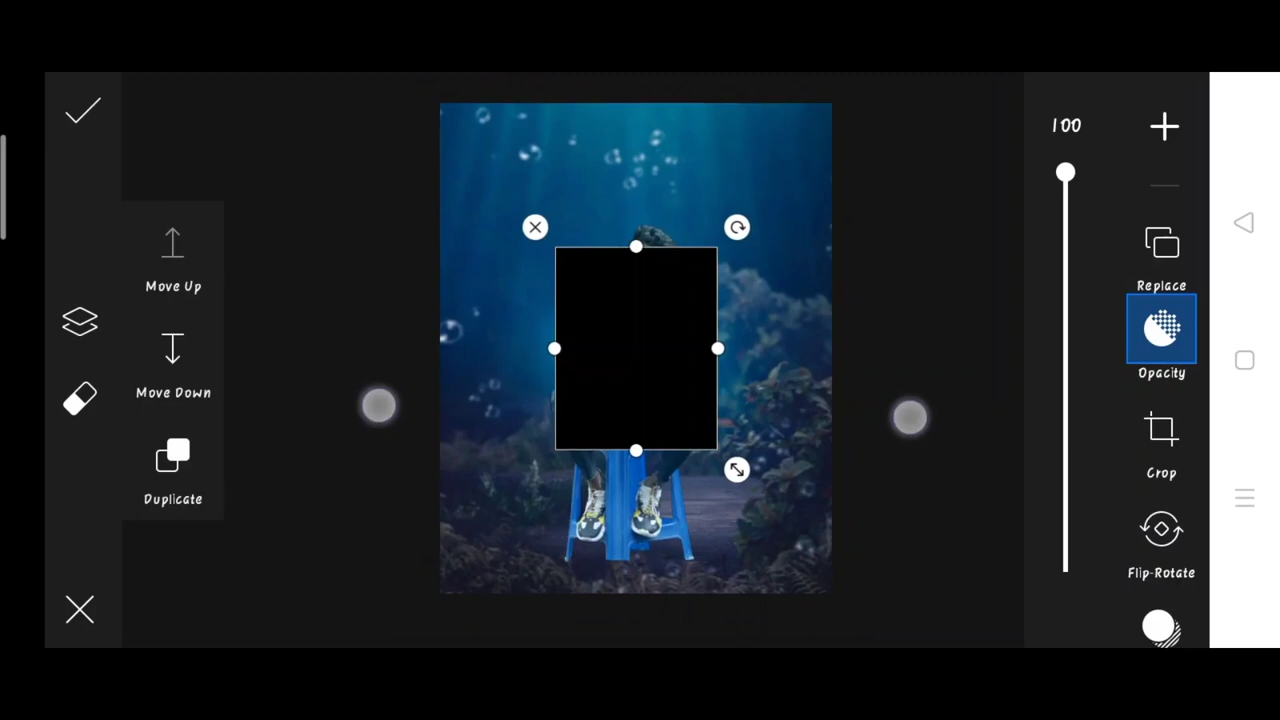 100
Move Up
Replace
Opacity
Move Down
Crop
Duplicate
Flip-Rotate